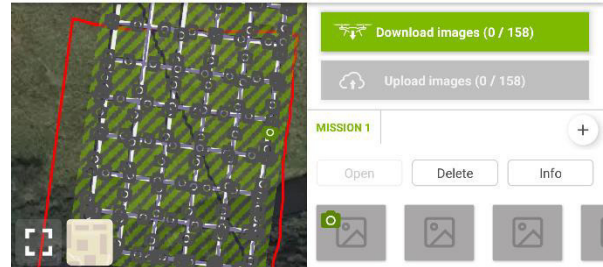 Download images (0 / 158)
Upload images (0 / 158)
MISSION 1
+
Open
Delete
Info